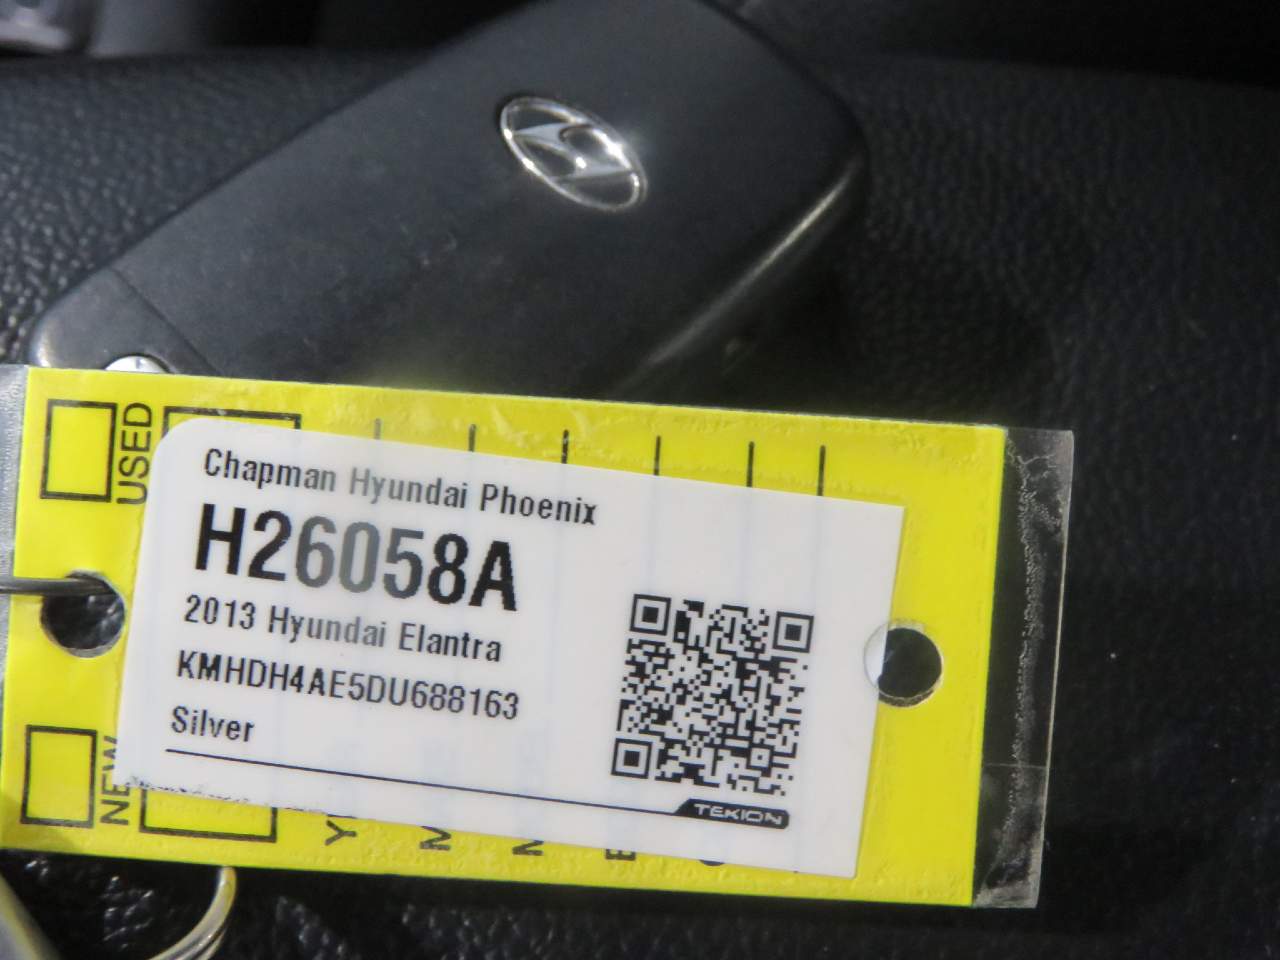 USED
Chapman Hyundai Phoenix
H26058A
2013 Hyundai Elantra
KMHDH4AE5DU688163
Silver
TEKION
NEW